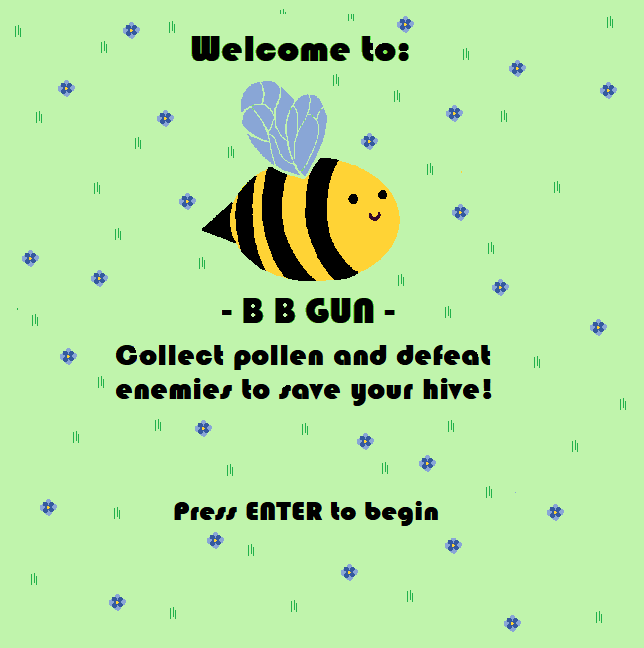 Welcome to:
- B B GUN -
Collect pollen and defeat
enemies to save your hive!
Press ENTER to begin